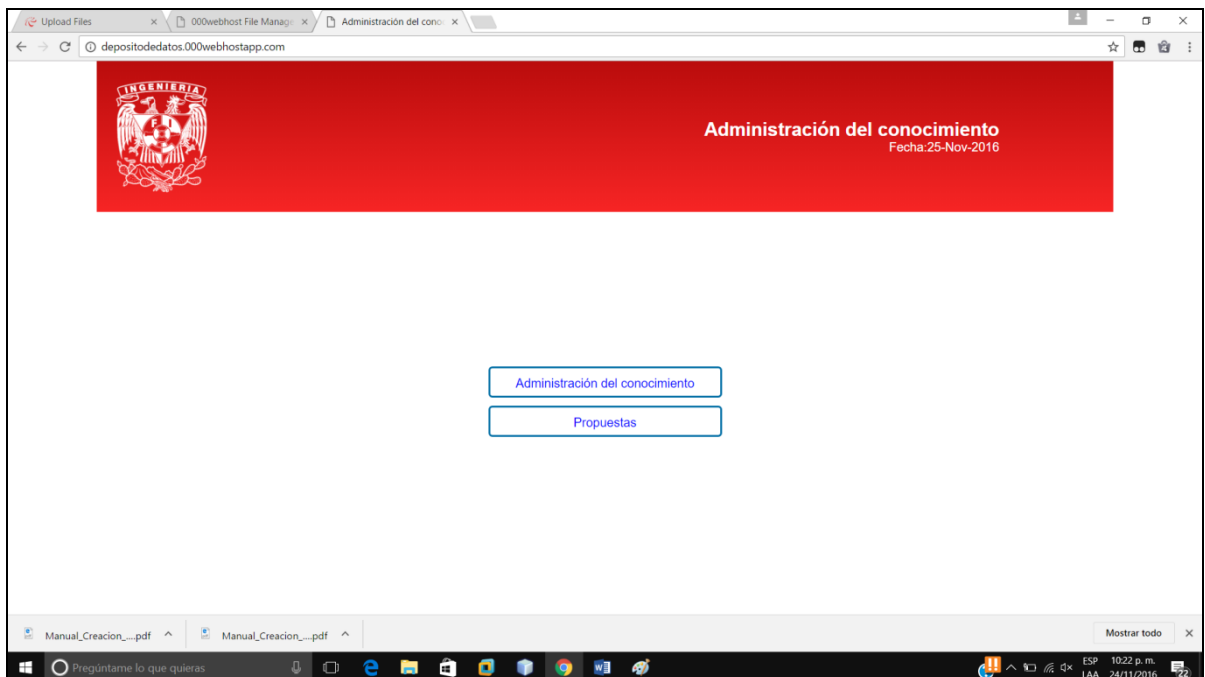 Upload Files
000webhost File Manag
Administración del cono
depositodedatos.000webhostapp.com
INGENIERIA
Administración del conocimiento
Fecha:25-Nov-2016
Administración del conocimiento
Propuestas
Manual_Creacion_....pdf
Manual_Creacion_....pdf
Mostrar todo
Pregúntame lo que quieras
ESP
LAA
10:22 p. m.
24/11/2016
22